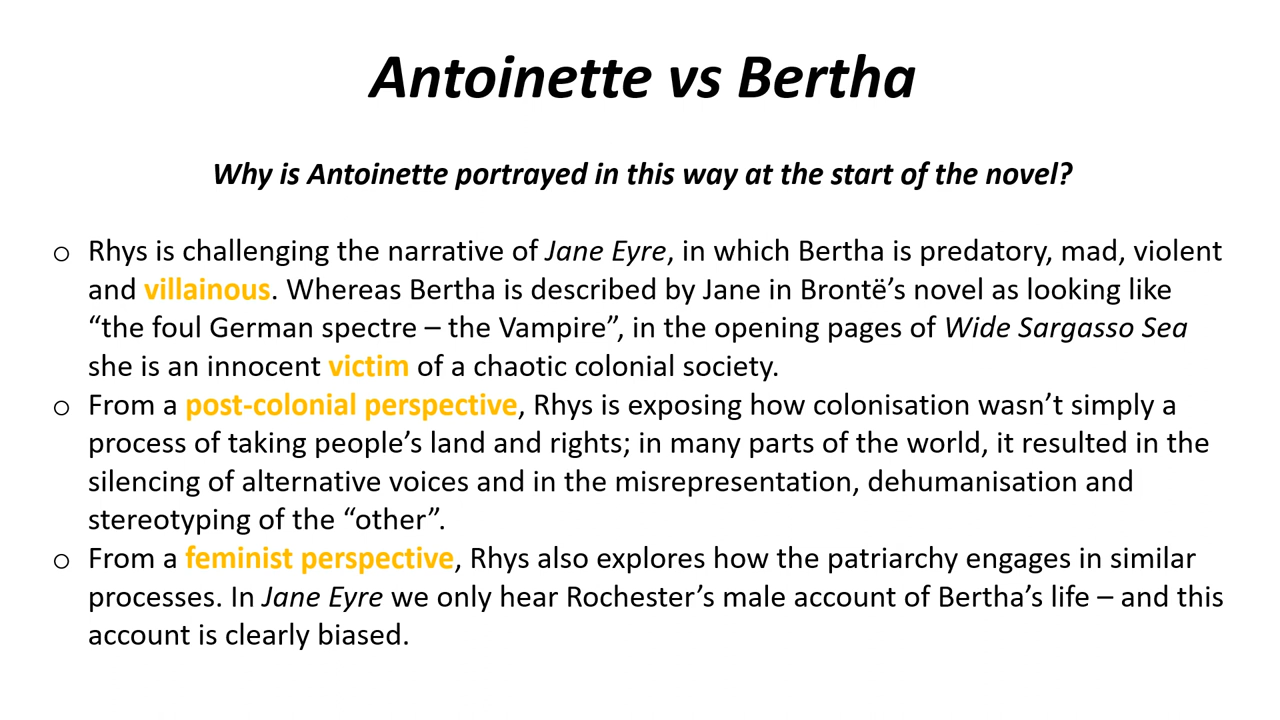 Antoinette vs Bertha
Why is Antoinette portrayed in this way at the start of the novel?
o Rhys is challenging the narrative of Jane Eyre, in which Bertha is predatory, mad, violent
and villainous. Whereas Bertha is described by Jane in Brontë’s novel as looking like
“the foul German spectre – the Vampire”, in the opening pages of Wide Sargasso Sea
she is an innocent victim of a chaotic colonial society.
o From a post-colonial perspective, Rhys is exposing how colonisation wasn’t simply a
process of taking people’s land and rights; in many parts of the world, it resulted in the
silencing of alternative voices and in the misrepresentation, dehumanisation and
stereotyping of the “other”.
o From a feminist perspective, Rhys also explores how the patriarchy engages in similar
processes. In Jane Eyre we only hear Rochester’s male account of Bertha’s life – and this
account is clearly biased.